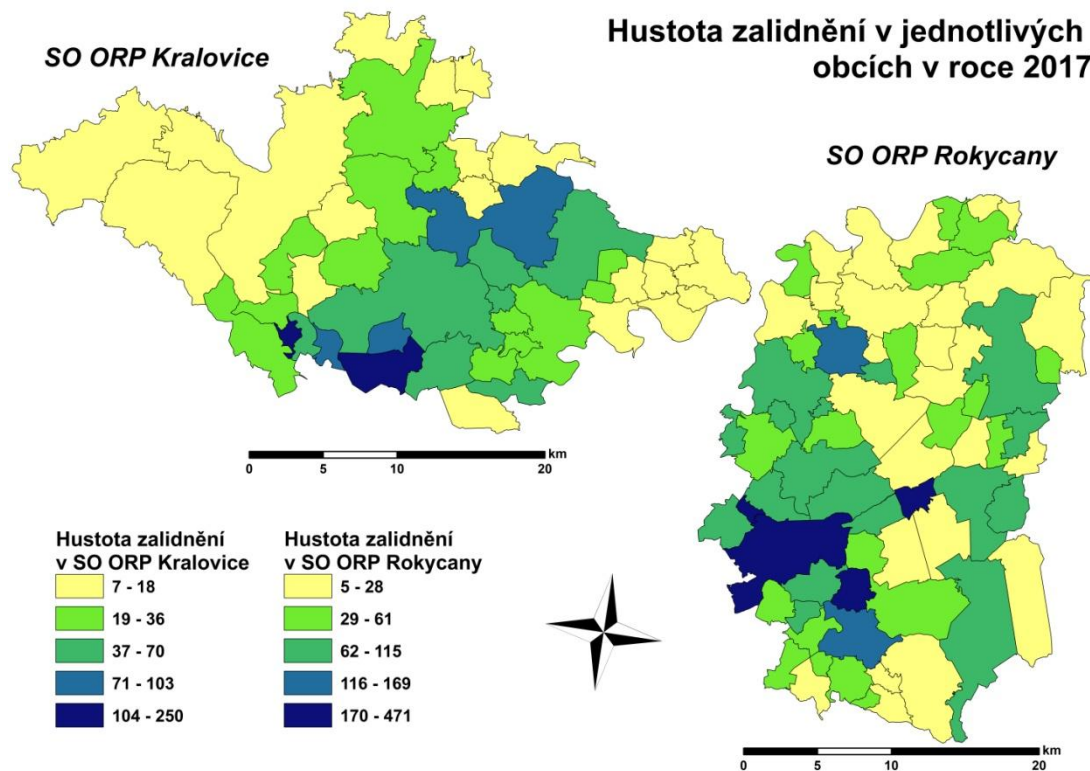 Hustota zalidnění v jednotlivých
obcích v roce 2017
SO ORP Kralovice
SO ORP Rokycany
km
0 5 10 20
Hustota zalidnění
v SO ORP Kralovice
7 - 18
19 - 36
37 - 70
71 - 103
104 - 250
Hustota zalidnění
v SO ORP Rokycany
5 - 28
29 - 61
62 - 115
116 - 169
170 - 471
km
0 5 10 20